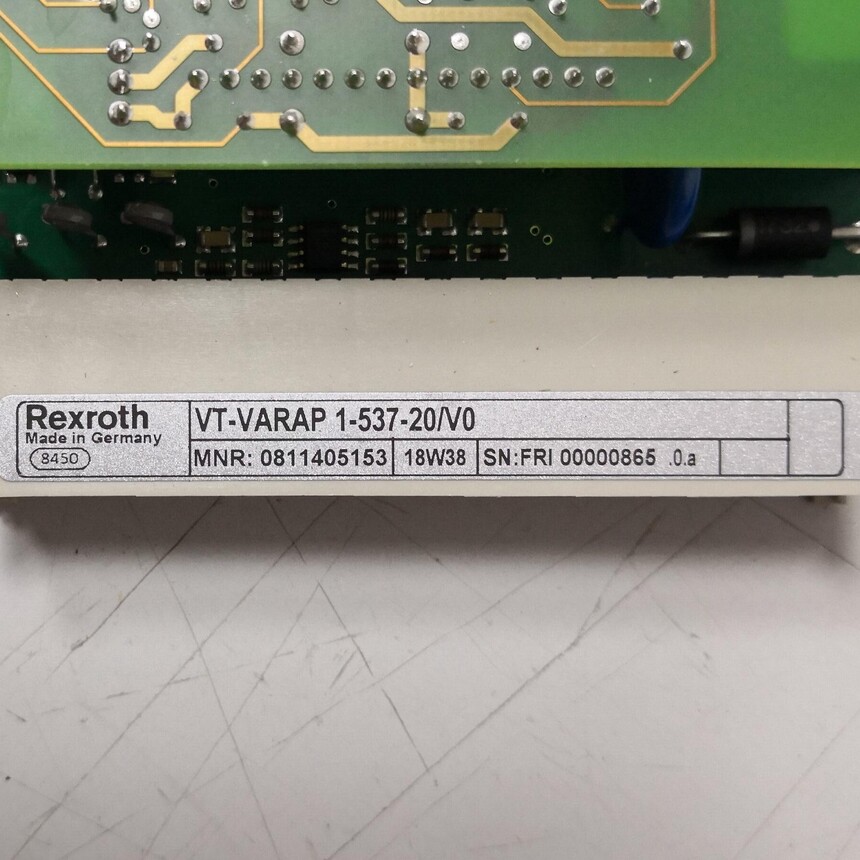 Rexroth
Made in Germany
8450
VT-VARAP 1-537-20/V0
MNR: 0811405153 18W38 SN:FRI 00000865 .0.a